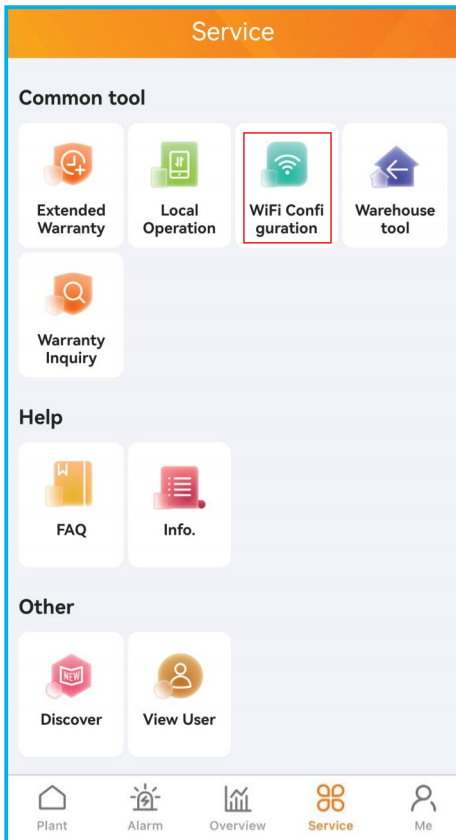 Service
Common tool
Extended
Warranty
Local
Operation
WiFi Confi
guration
Warehouse
tool
Warranty
Inquiry
Help
FAQ
Info.
Other
NEW
Discover
View User
Plant
Alarm
Overview
Service
Me